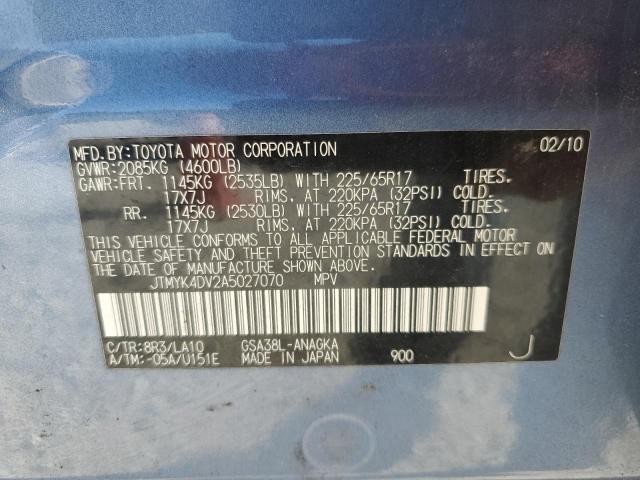 MFD.BY:TOYOTA MOTOR CORPORATION 02/10
GVWR:2085KG (4600LB)
GAWR:FRT. 1145KG (2535LB) WITH 225/65R17 TIRES.
17X7J RIMS. AT 220KPA (32PSI) COLD.
RR. 1145KG (2530LB) WITH 225/65R17 TIRES.
17X7J RIMS. AT 220KPA (32PSI) COLD.
THIS VEHICLE CONFORMS TO ALL APPLICABLE FEDERAL MOTOR
VEHICLE SAFETY AND THEFT PREVENTION STANDARDS IN EFFECT ON
THE DATE OF MANUFACTURE SHOWN ABOVE.
JTMYK4DV2A5027070 MPV
C/TR:8R3/LA10 GSA38L-ANAGKA
A/TM:-05A/U151E MADE IN JAPAN 900 J